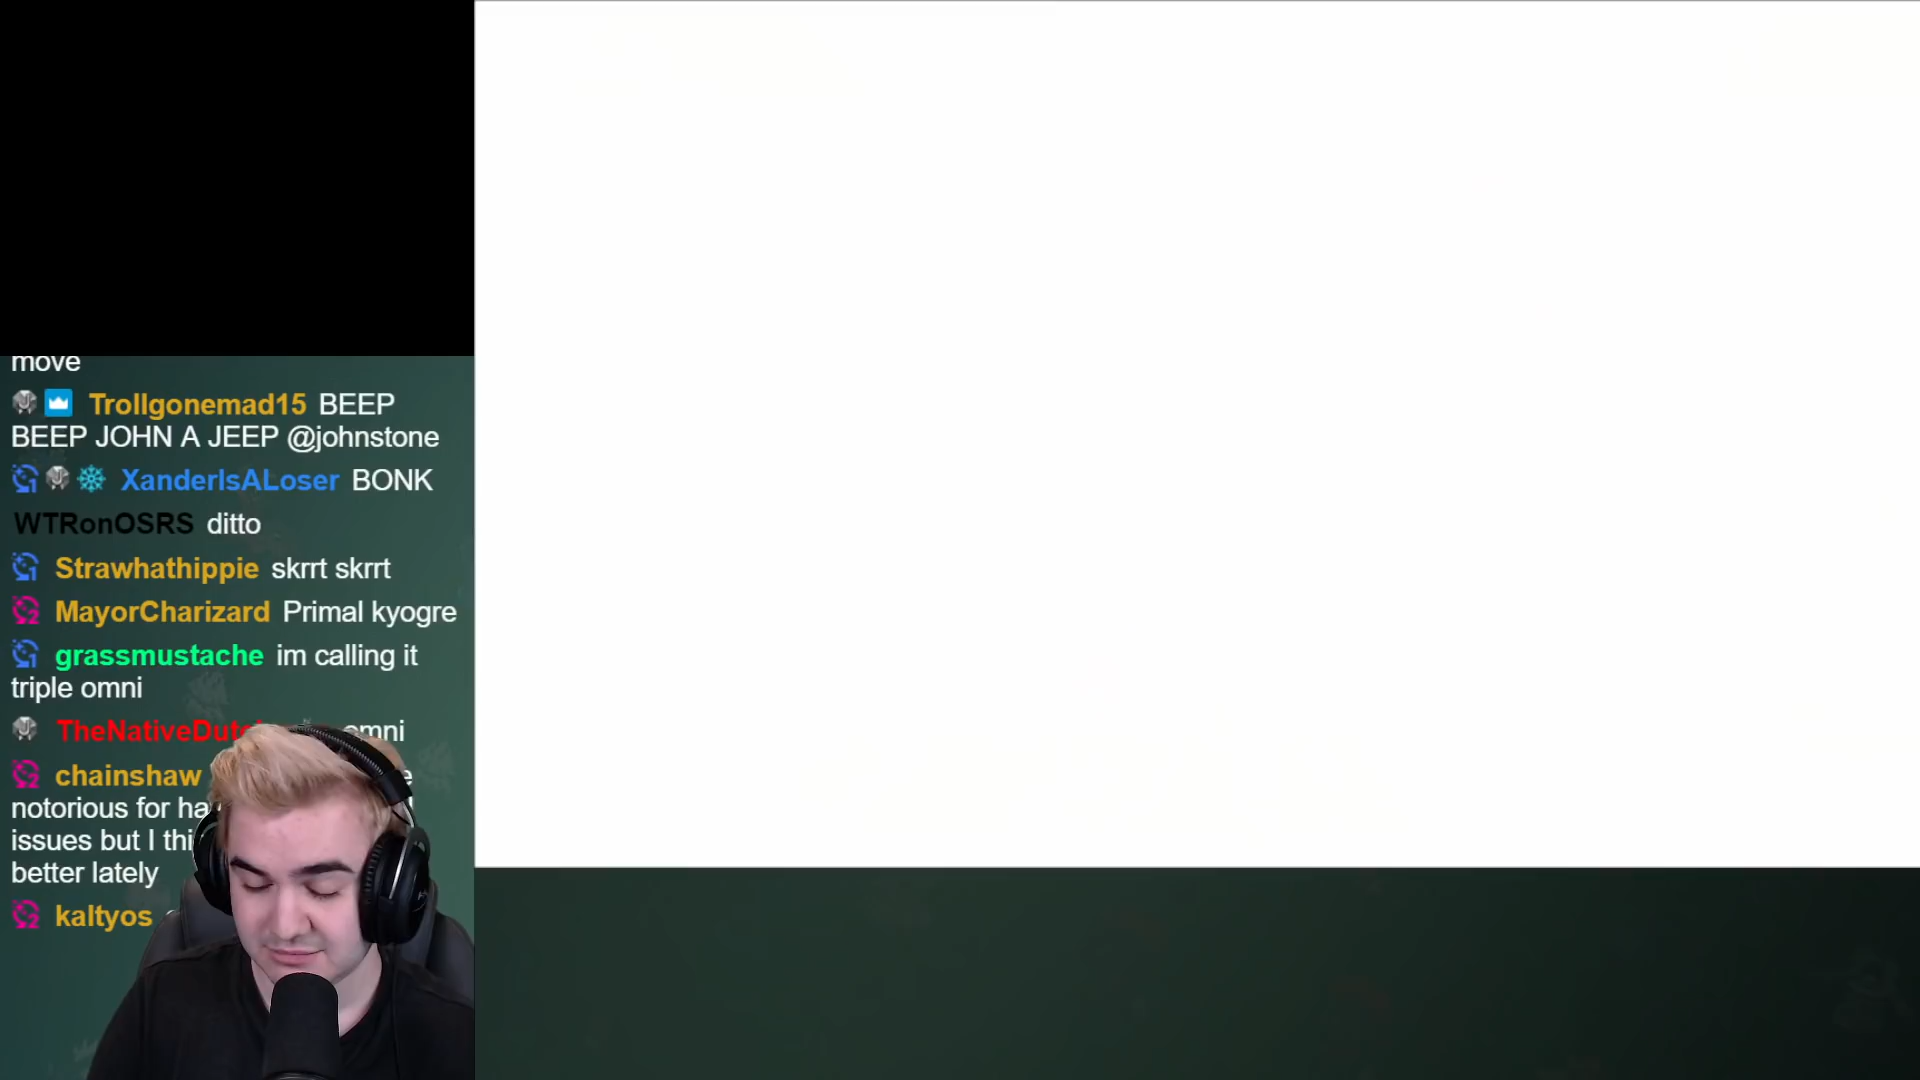 move
Trollgonemad15 BEEP
BEEP JOHN A JEEP @johnstone
XanderIsALoser BONK
WTRonOSRS ditto
Strawhathippie skrrt skrrt
MayorCharizard Primal kyogre
grassmustache im calling it
triple omni
omni
chainshaw
notorious for
issues but I
better lately
kaltyos